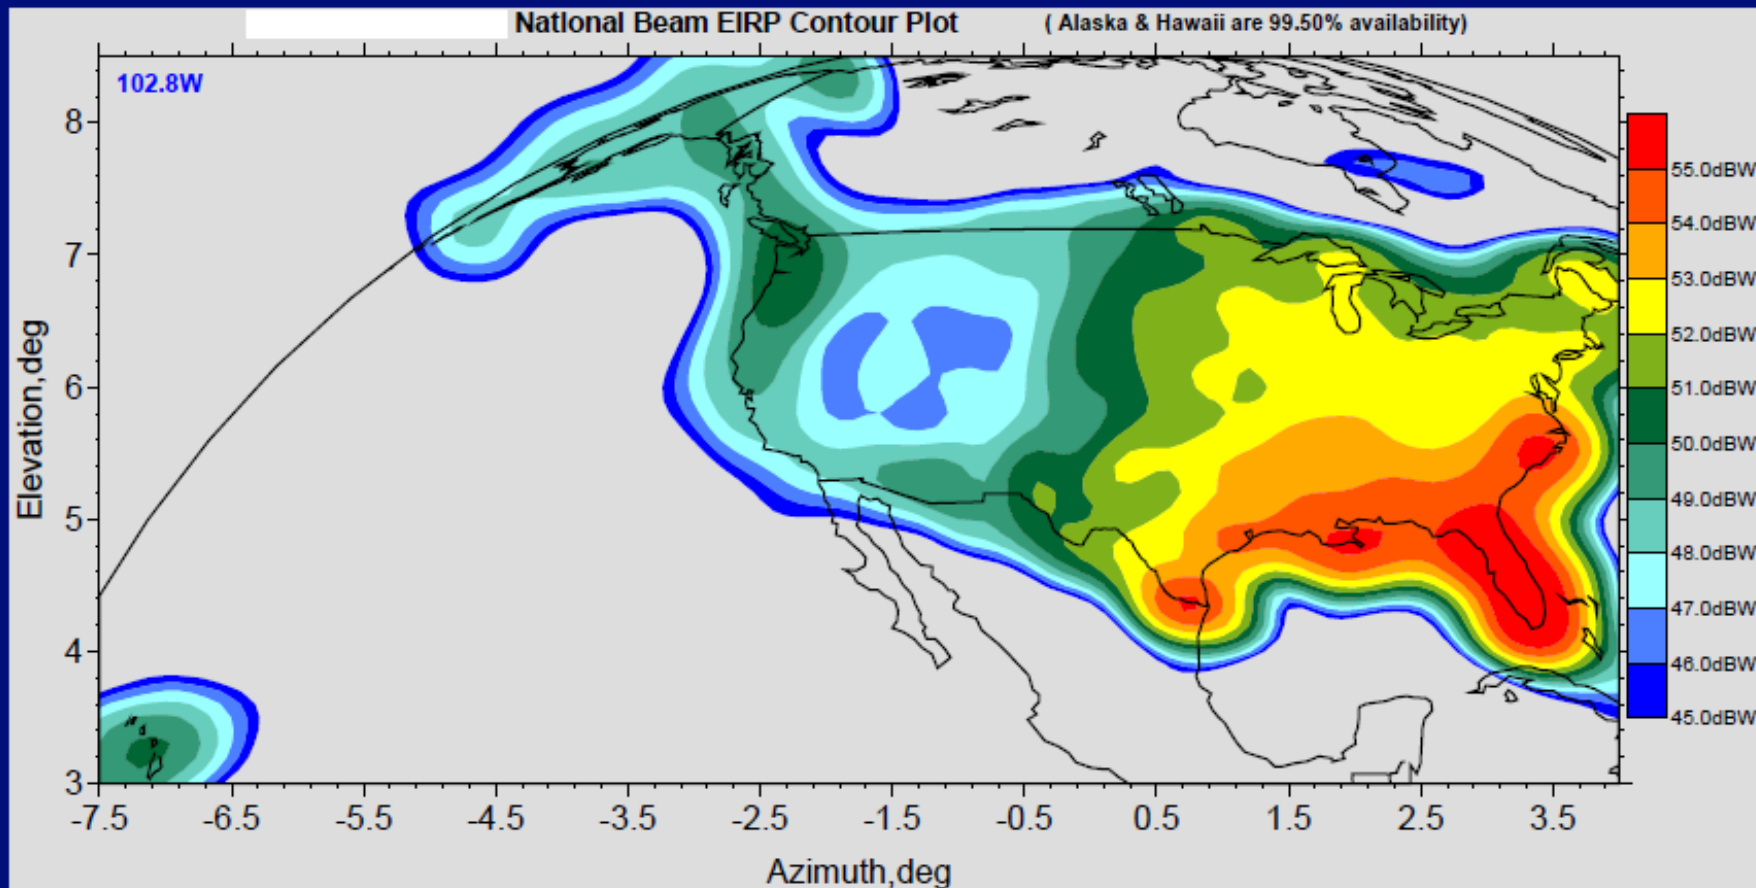 National Beam EIRP Contour Plot ( Alaska & Hawaii are 99.50% availability)
102.8W
8
7
6
5
4
3
Elevation,deg
-7.5 -6.5 -5.5 -4.5 -3.5 -2.5 -1.5 -0.5 0.5 1.5 2.5 3.5
Azimuth,deg
55.0dBW
54.0dBW
53.0dBW
52.0dBW
51.0dBW
50.0dBW
49.0dBW
48.0dBW
47.0dBW
46.0dBW
45.0dBW